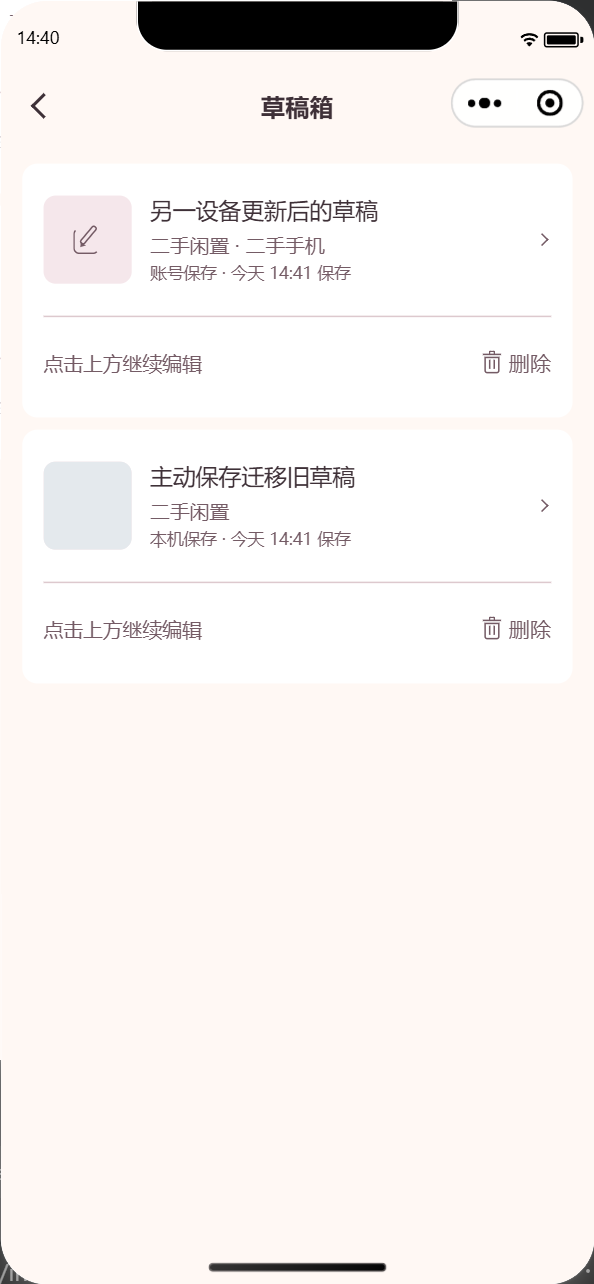 14:40
草稿箱
另一设备更新后的草稿
二手闲置 · 二手手机
账号保存 · 今天 14:41 保存
点击上方继续编辑
删除
主动保存迁移旧草稿
二手闲置
本机保存 · 今天 14:41 保存
点击上方继续编辑
删除